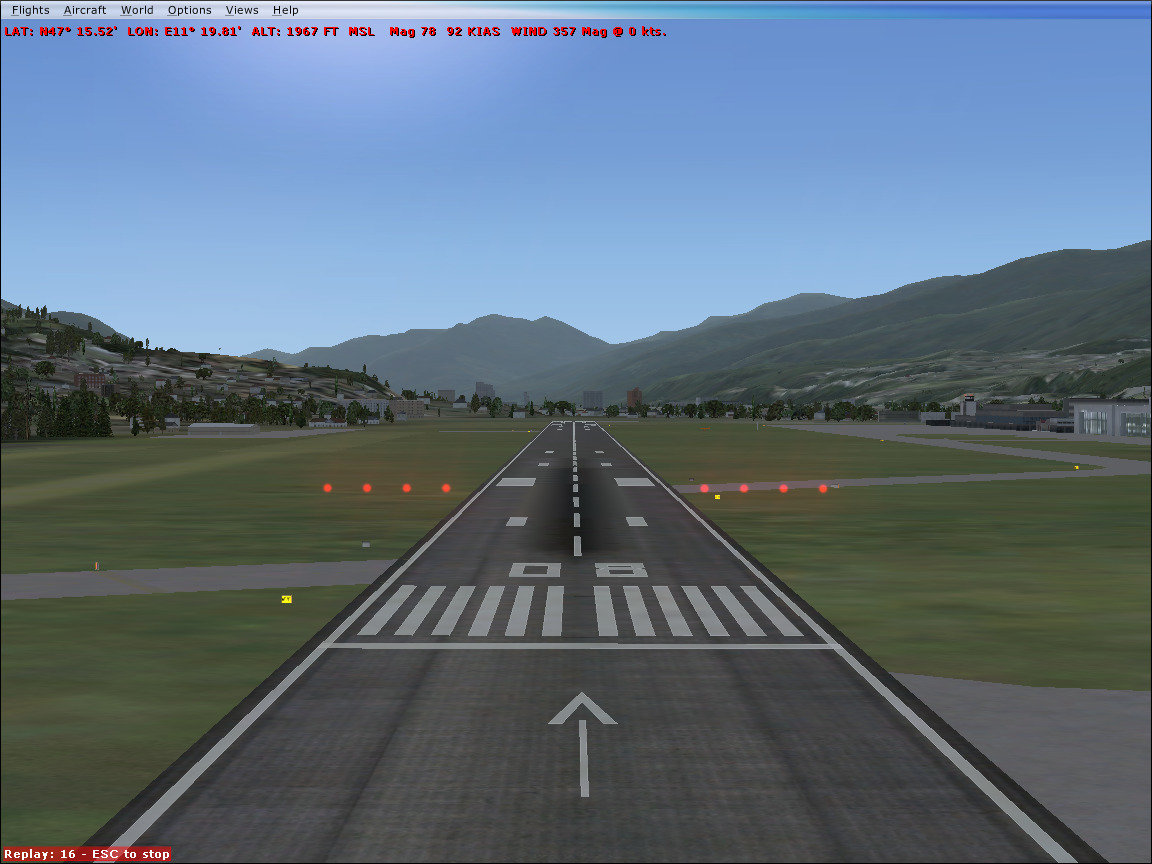 Flights Aircraft World Options Views Help
LAT: N47° 15.52' LON: E11° 19.81' ALT: 1967 FT MSL Mag 78 92 KIAS WIND 357 Mag @ 0 kts.
08
Replay: 16 - ESC to stop